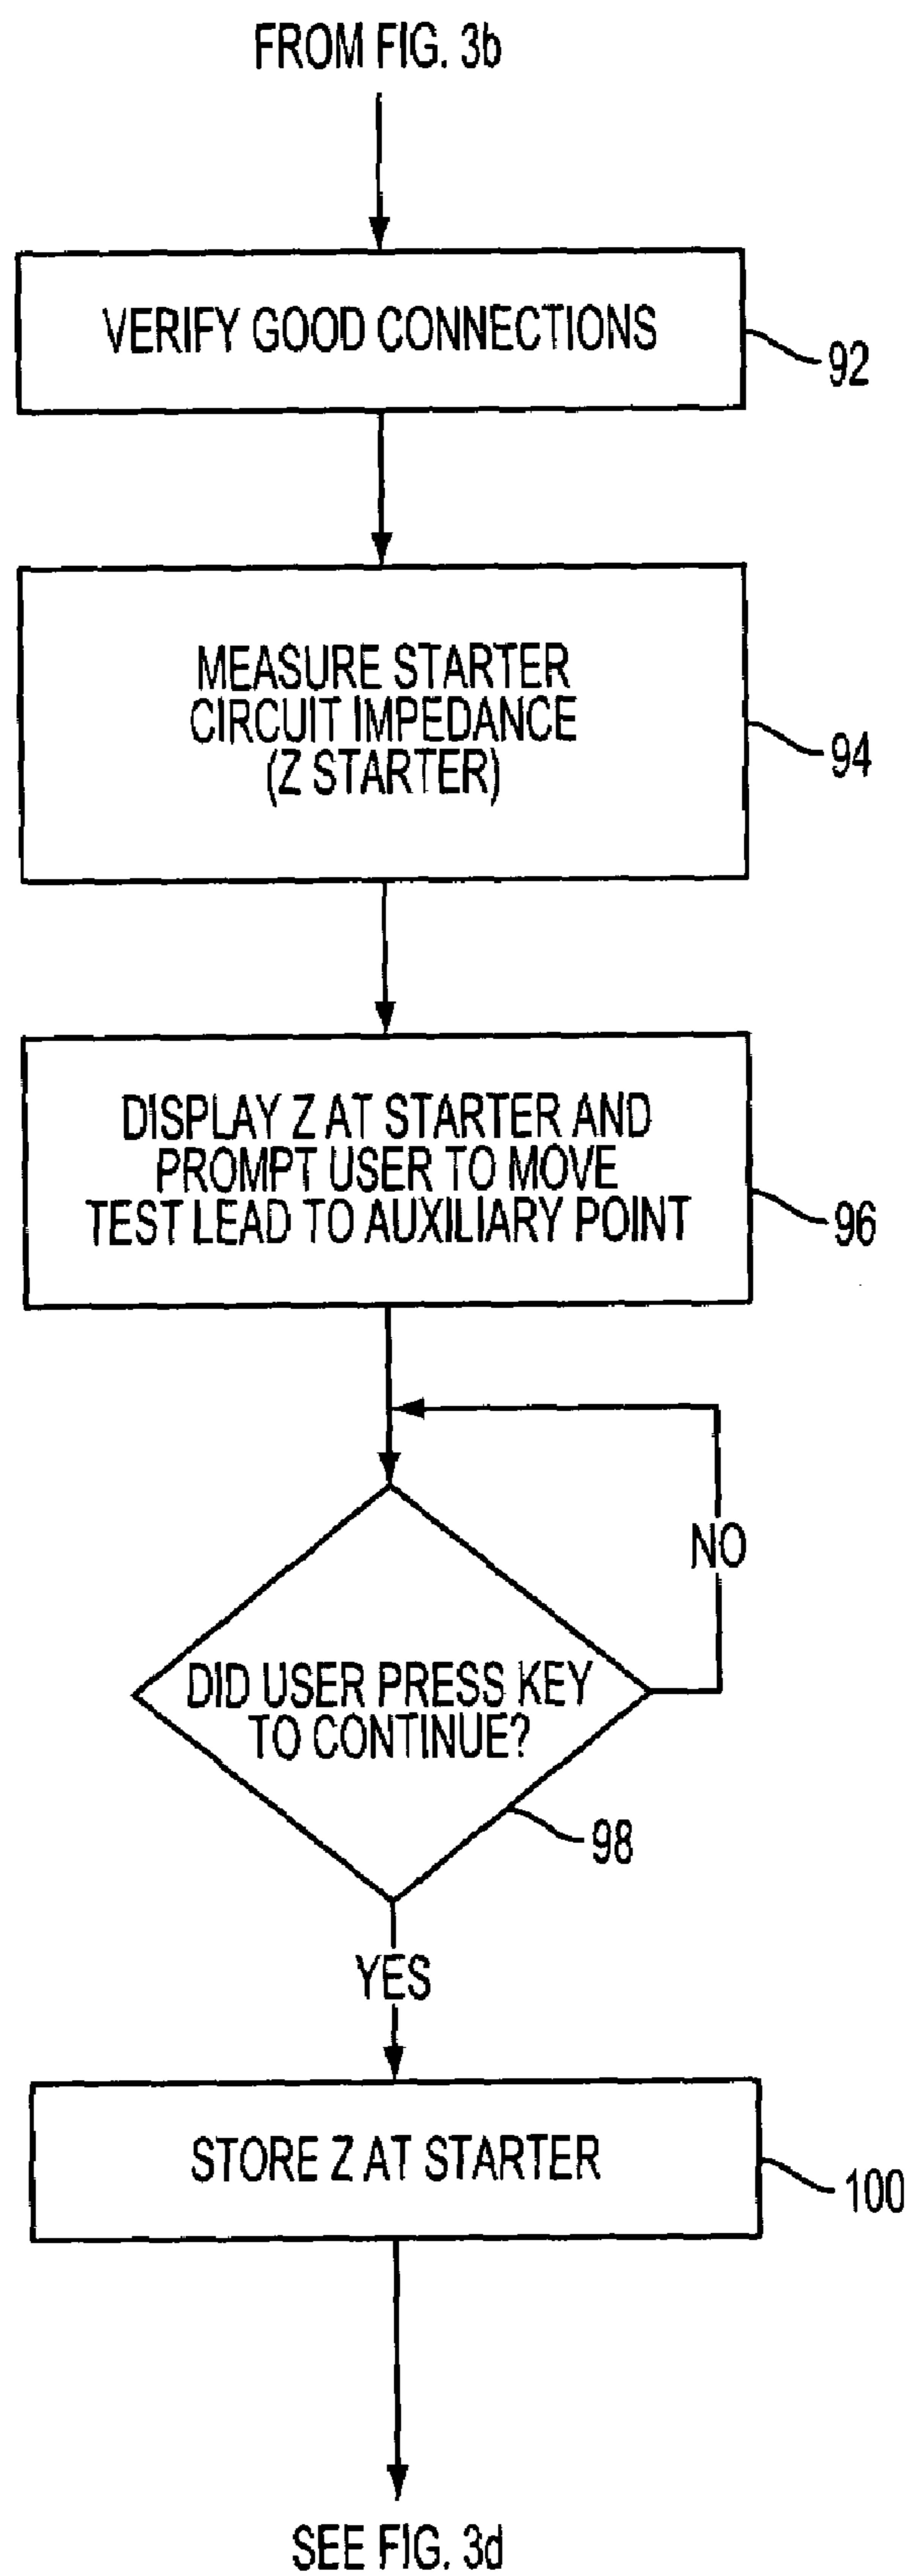 FROM FIG. 3b
VERIFY GOOD CONNECTIONS
92
MEASURE STARTER
CIRCUIT IMPEDANCE
(Z STARTER)
94
DISPLAY Z AT STARTER AND
PROMPT USER TO MOVE
TEST LEAD TO AUXILIARY POINT
96
NO
DID USER PRESS KEY
TO CONTINUE?
98
YES
STORE Z AT STARTER
100
SEE FIG. 3d